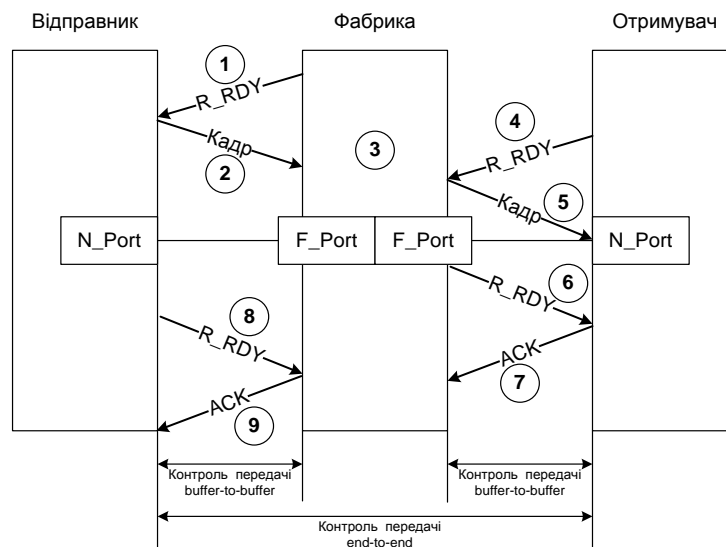 Відправник
Фабрика
Отримувач
1
R_RDY
Кадр
2
3
4
R_RDY
Кадр
5
N_Port
F_Port
F_Port
N_Port
6
R_RDY
8
R_RDY
ACK
7
ACK
9
Контроль передачі
buffer-to-buffer
Контроль передачі
buffer-to-buffer
Контроль передачі
end-to-end